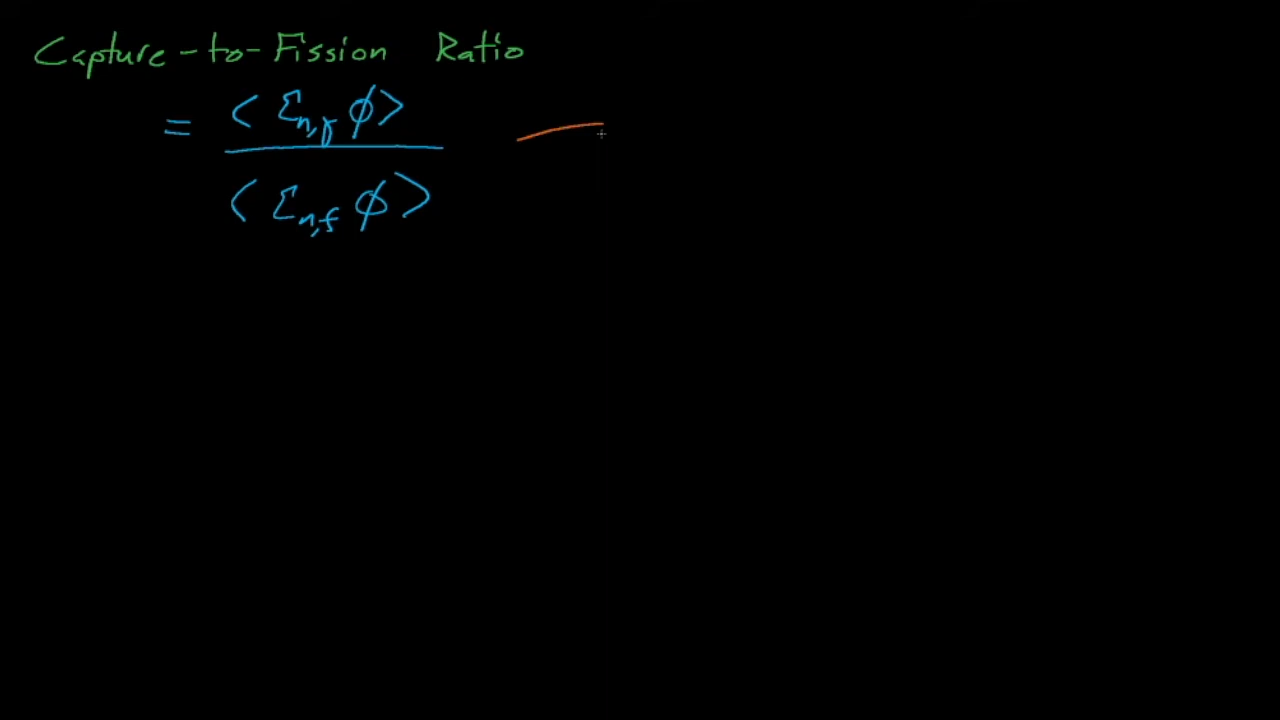 Capture-to-Fission Ratio
= <Σn,γ ϕ>
<Σn,f ϕ>